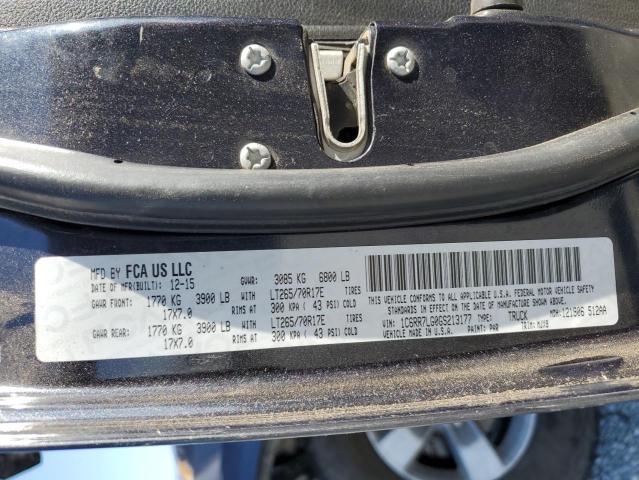 MFD BY FCA US LLC
DATE OF MFR(BUILT): 12-15 GVWR: 3085 KG 6800 LB
GAWR FRONT: 1770 KG 3900 LB WITH LT265/70R17E TIRES
17X7.0 RIMS AT 300 KPA ( 43 PSI) COLD
GAWR REAR: 1770 KG 3900 LB WITH LT265/70R17E TIRES
17X7.0 RIMS AT 300 KPA ( 43 PSI) COLD
THIS VEHICLE CONFORMS TO ALL APPLICABLE U.S.A. FEDERAL MOTOR VEHICLE SAFETY
STANDARDS IN EFFECT ON THE DATE OF MANUFACTURE SHOWN ABOVE.
VIN: 1C6RR7LG0GS213177 TYPE: TRUCK MDH: 121506 512AA
VEHICLE MADE IN U.S.A. PAINT: PAR TRIM: